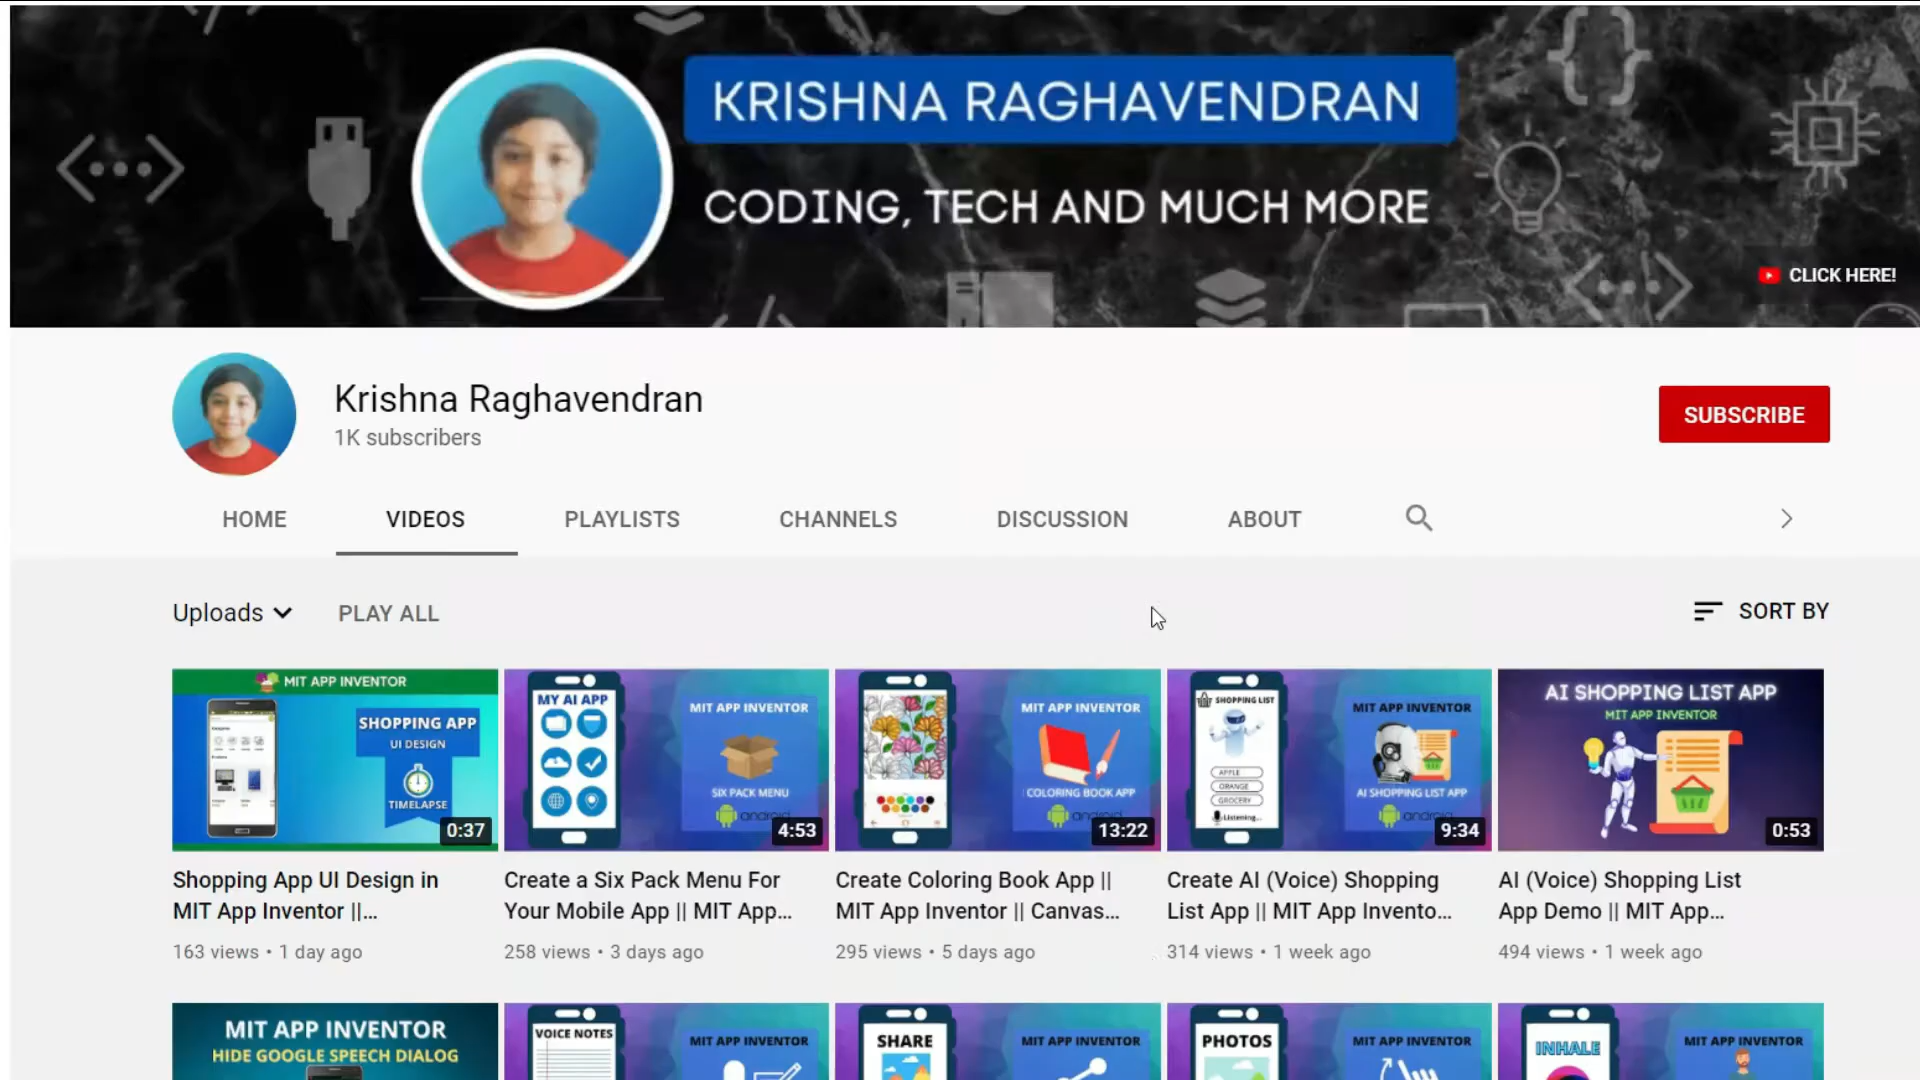 KRISHNA RAGHAVENDRAN
CODING, TECH AND MUCH MORE
CLICK HERE!
Krishna Raghavendran
1K subscribers
SUBSCRIBE
HOME VIDEOS PLAYLISTS CHANNELS DISCUSSION ABOUT
Uploads PLAY ALL SORT BY
MIT APP INVENTOR
SHOPPING APP
UI DESIGN
TIMELAPSE
0:37
MY AI APP
MIT APP INVENTOR
SIX PACK MENU
android
4:53
MIT APP INVENTOR
COLORING BOOK APP
android
13:22
SHOPPING LIST
APPLE
ORANGE
GROCERY
Listening...
MIT APP INVENTOR
AI SHOPPING LIST APP
android
9:34
AI SHOPPING LIST APP
MIT APP INVENTOR
0:53
Shopping App UI Design in
MIT App Inventor ||...
163 views • 1 day ago
Create a Six Pack Menu For
Your Mobile App || MIT App...
258 views • 3 days ago
Create Coloring Book App ||
MIT App Inventor || Canvas...
295 views • 5 days ago
Create AI (Voice) Shopping
List App || MIT App Invento...
314 views • 1 week ago
AI (Voice) Shopping List
App Demo || MIT App...
494 views • 1 week ago
MIT APP INVENTOR
HIDE GOOGLE SPEECH DIALOG
VOICE NOTES
MIT APP INVENTOR
SHARE
MIT APP INVENTOR
PHOTOS
MIT APP INVENTOR
INHALE
MIT APP INVENTOR